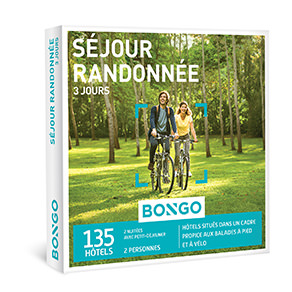 SÉJOUR
RANDONNÉE
3 JOURS
SÉJOUR RANDONNÉE
3 JOURS
BONGO
135
HÔTELS
2 NUITÉES
AVEC PETIT-DÉJEUNER
2 PERSONNES
HÔTELS SITUÉS DANS UN CADRE
PROPICE AUX BALADES À PIED
ET À VÉLO